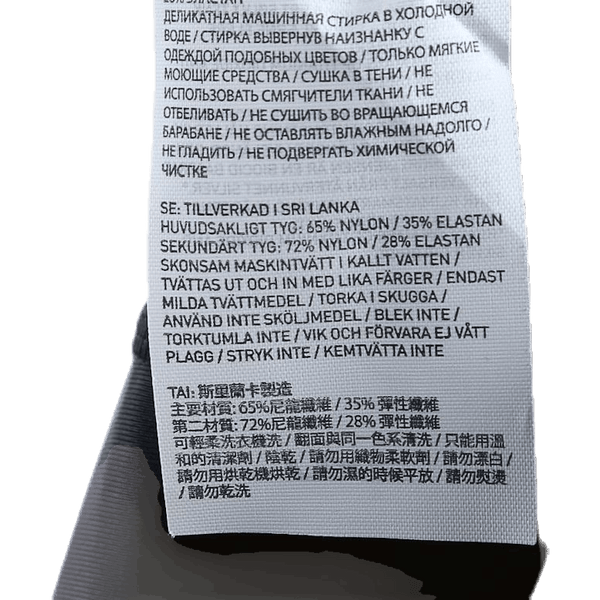 ДЕЛИКАТНАЯ МАШИННАЯ СТИРКА В ХОЛОДНОЙ
ВОДЕ / СТИРКА ВЫВЕРНУВ НАИЗНАНКУ С
ОДЕЖДОЙ ПОДОБНЫХ ЦВЕТОВ / ТОЛЬКО МЯГКИЕ
МОЮЩИЕ СРЕДСТВА / СУШКА В ТЕНИ / НЕ
ИСПОЛЬЗОВАТЬ СМЯГЧИТЕЛИ ТКАНИ / НЕ
ОТБЕЛИВАТЬ / НЕ СУШИТЬ ВО ВРАЩАЮЩЕМСЯ
БАРАБАНЕ / НЕ ОСТАВЛЯТЬ ВЛАЖНЫМ НАДОЛГО /
НЕ ГЛАДИТЬ / НЕ ПОДВЕРГАТЬ ХИМИЧЕСКОЙ
ЧИСТКЕ
SE: TILLVERKAD I SRI LANKA
HUVUDSAKLIGT TYG: 65% NYLON / 35% ELASTAN
SEKUNDÄRT TYG: 72% NYLON / 28% ELASTAN
SKONSAM MASKINTVÄTT I KALLT VATTEN /
TVÄTTAS UT OCH IN MED LIKA FÄRGER / ENDAST
MILDA TVÄTTMEDEL / TORKA I SKUGGA /
ANVÄND INTE SKÖLJMEDEL / BLEK INTE /
TORKTUMLA INTE / VIK OCH FÖRVARA EJ VÅTT
PLAGG / STRYK INTE / KEMTVÄTTA INTE
TAI: 斯里蘭卡製造
主要材質: 65%尼龍纖維 / 35% 彈性纖維
第二材質: 72%尼龍纖維 / 28% 彈性纖維
可輕柔洗衣機洗 / 翻面與同一色系清洗 / 只能用溫
和的清潔劑 / 陰乾 / 請勿用織物柔軟劑 / 請勿漂白 /
請勿用烘乾機烘乾 / 請勿濕的時候平放 / 請勿熨燙
/ 請勿乾洗